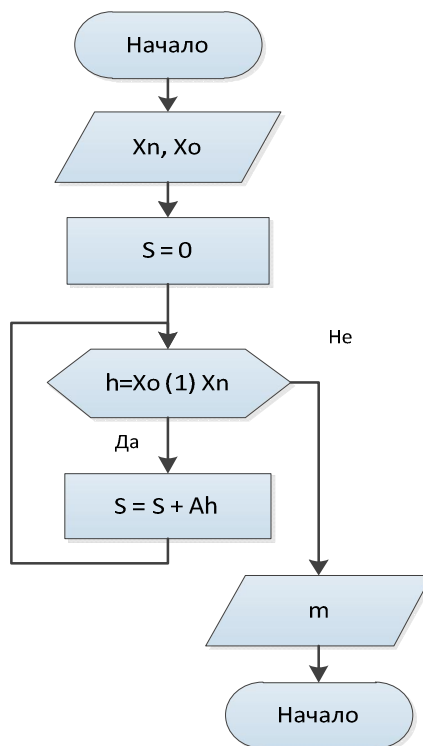 Начало
Xn, Xo
S = 0
Не
h=Xo (1) Xn
Да
S = S + Ah
m
Начало